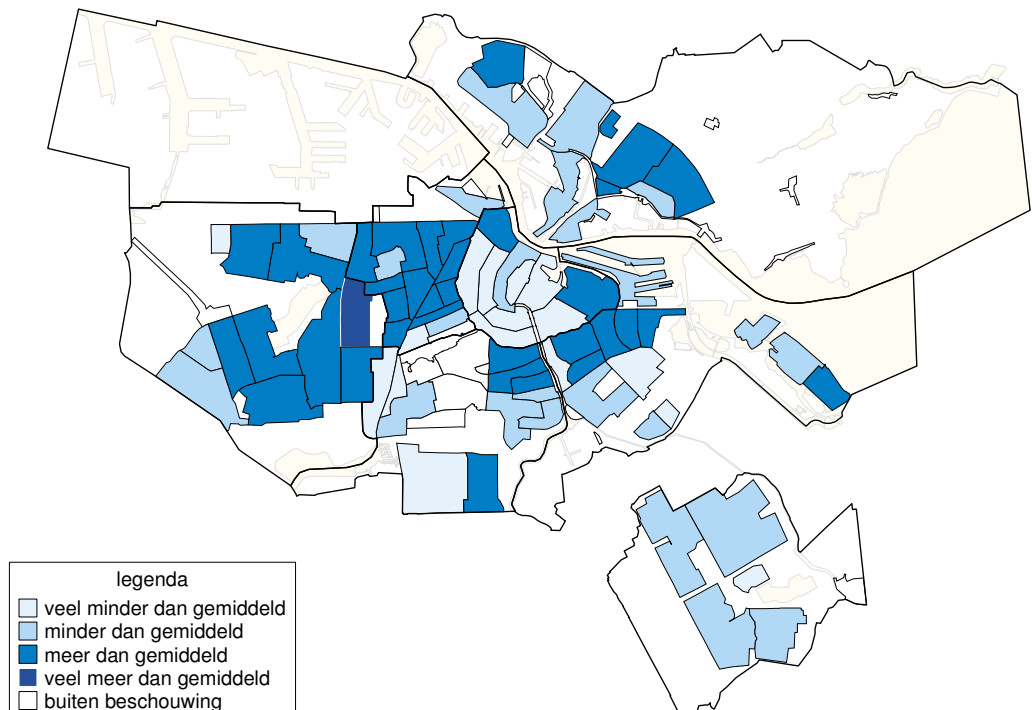 legenda
veel minder dan gemiddeld
minder dan gemiddeld
meer dan gemiddeld
veel meer dan gemiddeld
buiten beschouwing